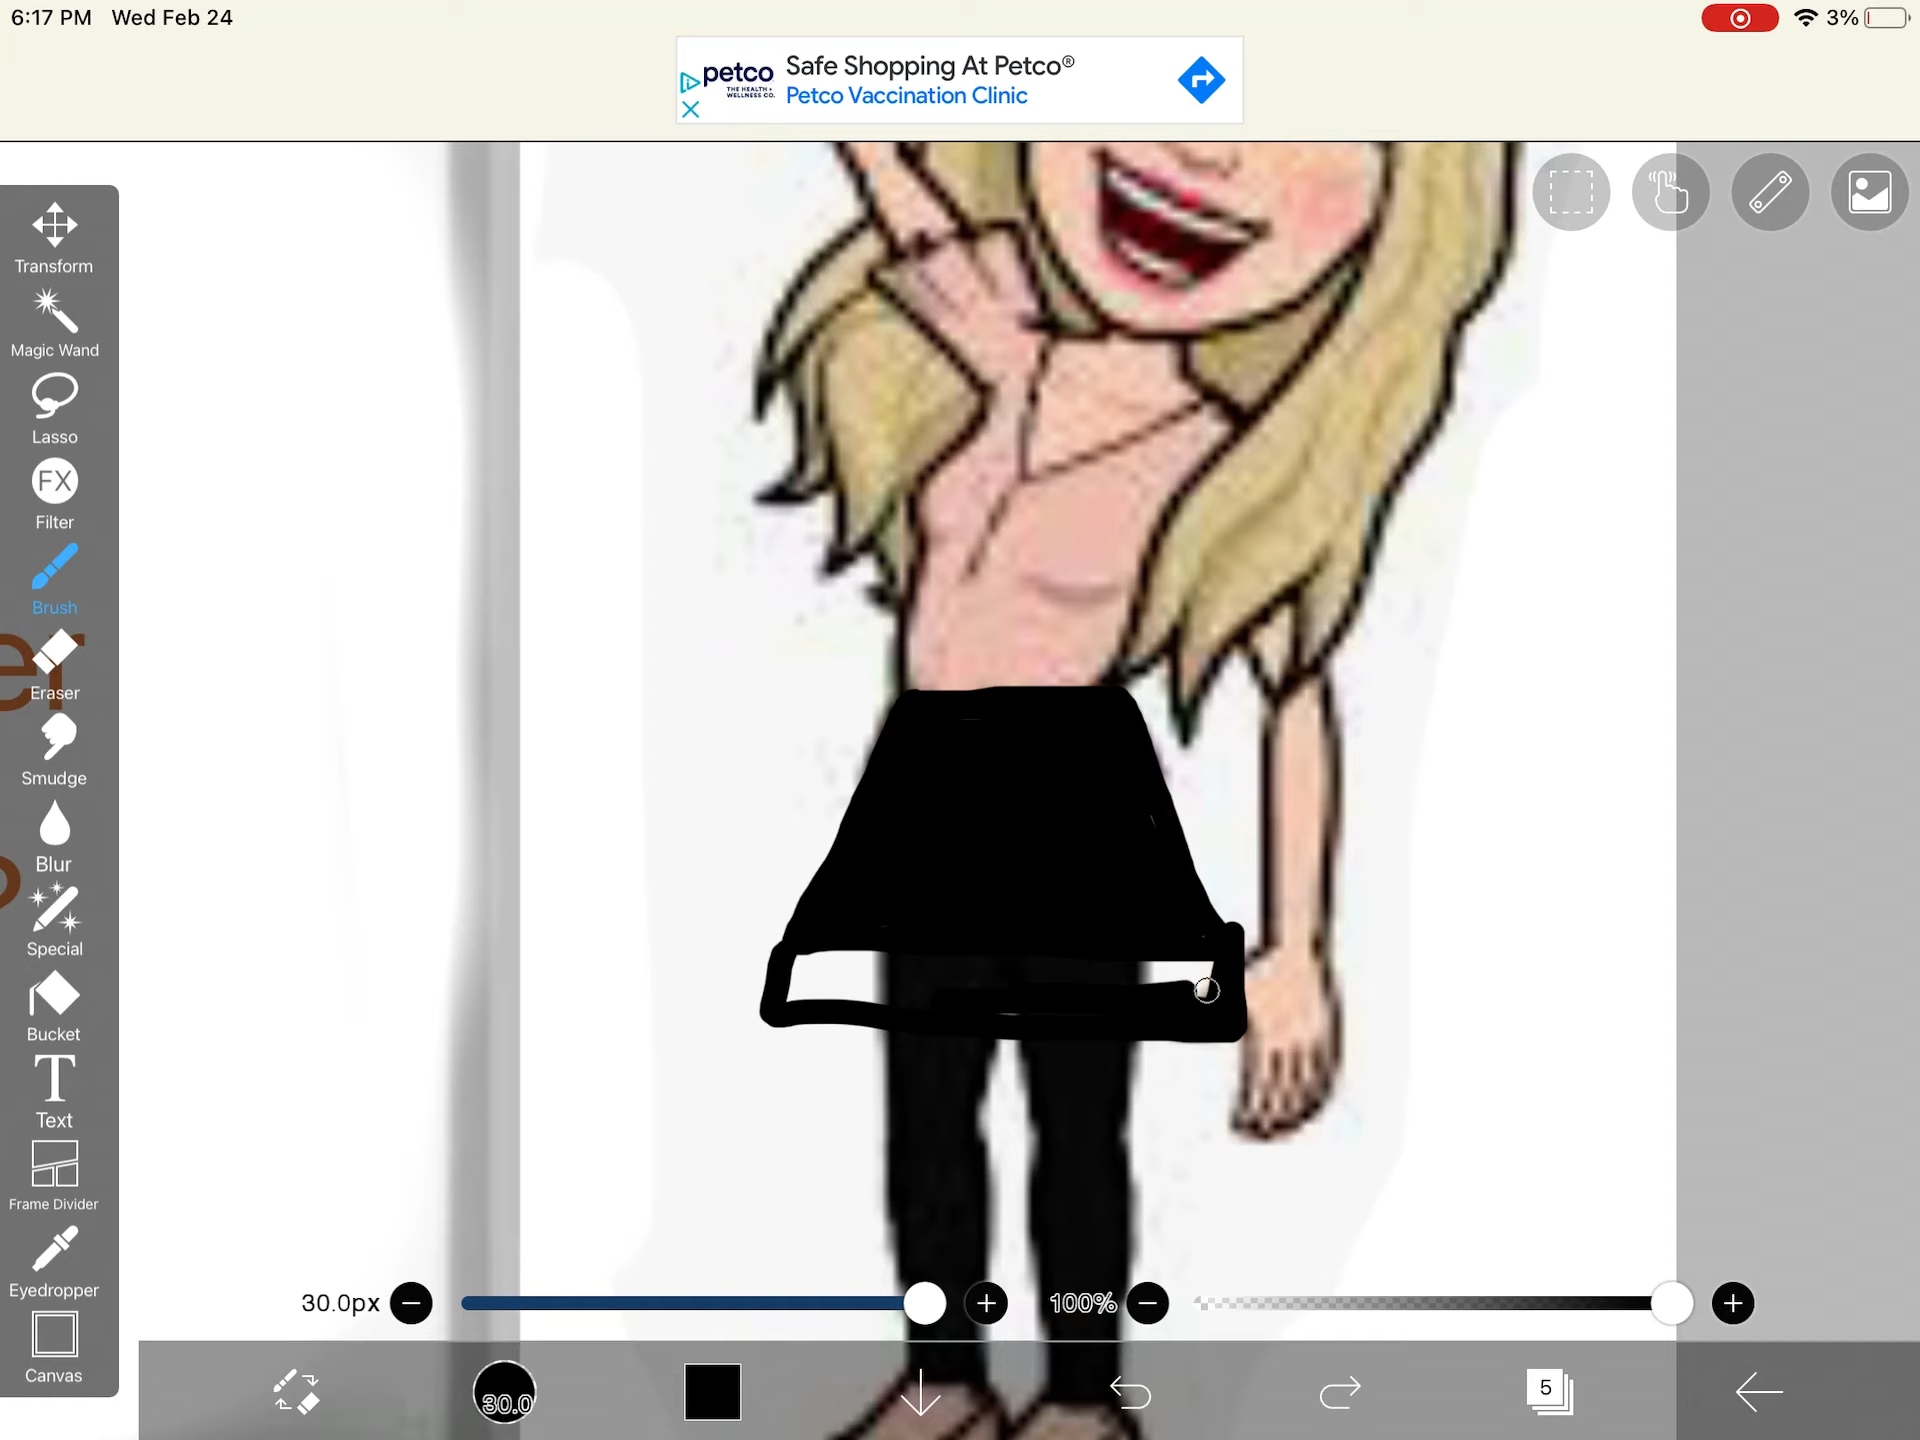 6:17 PM Wed Feb 24
3%
petco
THE HEALTH +
WELLNESS CO.
Safe Shopping At Petco®
Petco Vaccination Clinic
Transform
Magic Wand
Lasso
FX
Filter
Brush
er
Eraser
Smudge
Blur
Special
Bucket
T
Text
Frame Divider
Eyedropper
Canvas
30.0px
100%
30.0
5